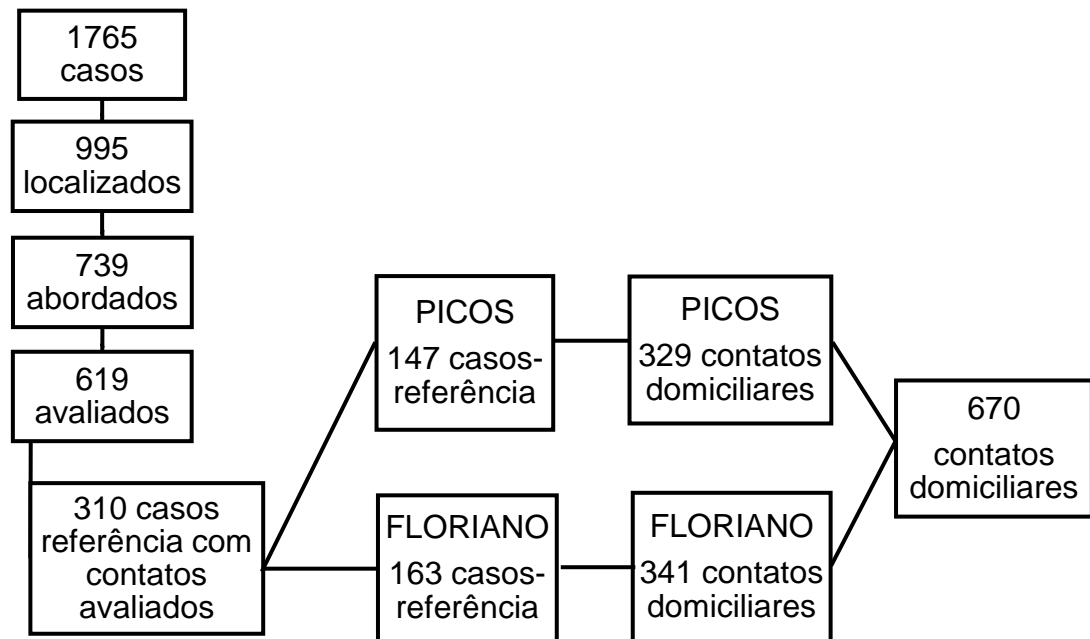 1765
casos
995
localizados
739
abordados
619
avaliados
310 casos
referência com
contatos
avaliados
PICOS
147 casos-
referência
FLORIANO
163 casos-
referência
PICOS
329 contatos
domiciliares
FLORIANO
341 contatos
domiciliares
670
contatos
domiciliares